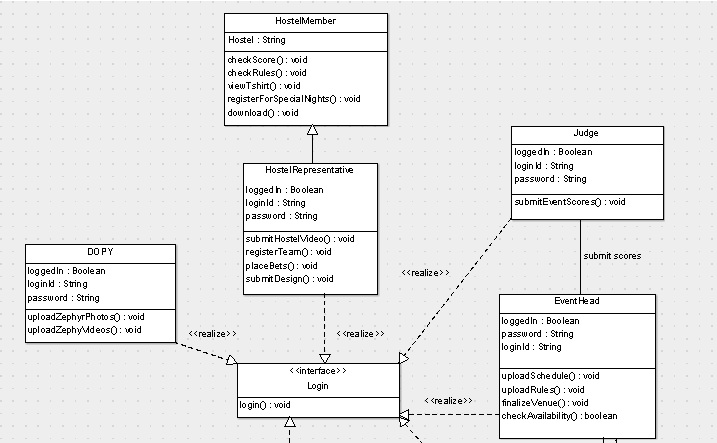 HostelMember
Hostel : String
checkScore() : void
checkRules() : void
viewTshirt() : void
registerForSpecialNights() : void
download() : void
Judge
loggedIn : Boolean
loginId : String
password : String
submitEventScores() : void
HostelRepresentative
loggedIn : Boolean
loginId : String
password : String
submitHostelVideo() : void
registerTeam() : void
placeBets() : void
submitDesign() : void
DOPY
loggedIn : Boolean
loginId : String
password : String
uploadZephyrPhotos() : void
uploadZephyVideos() : void
submit scores
<<realize>>
EventHead
loggedIn : Boolean
password : String
loginId : String
uploadSchedule() : void
uploadRules() : void
finalizeVenue() : void
checkAvailability() : boolean
<<realize>>
<<realize>>
<<interface>>
Login
login() : void
<<realize>>